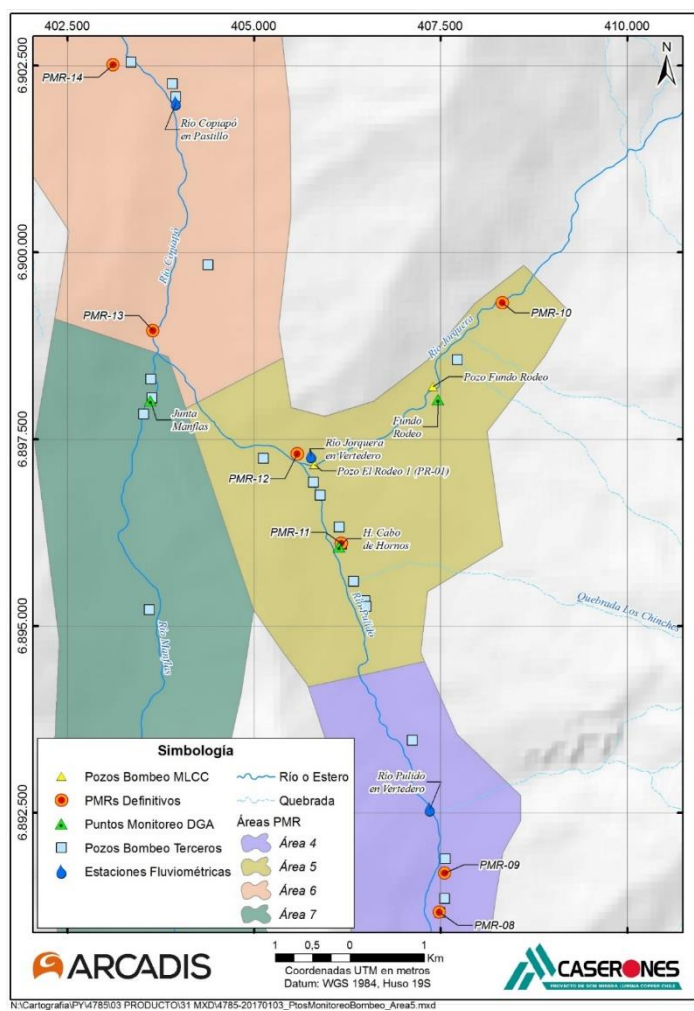 402.500 405.000 407.500 410.000
6.902.500
6.900.000
6.897.500
6.895.000
6.892.500
N
PMR-14
Río Copiapó
en Pastillo
Río Copiapó
PMR-13
PMR-10
Río Jorquera
Pozo Fundo Rodeo
Fundo
Rodeo
Junta
Manflas
Río Jorquera
en Vertedero
PMR-12
Pozo El Rodeo 1 (PR-01)
PMR-11
H. Cabo
de Hornos
Río Pulido
Quebrada Los Chinches
Río Manflas
Río Pulido
en Vertedero
PMR-09
PMR-08
Simbología
Pozos Bombeo MLCC
PMRs Definitivos
Puntos Monitoreo DGA
Pozos Bombeo Terceros
Estaciones Fluviométricas
Río o Estero
Quebrada
Áreas PMR
Área 4
Área 5
Área 6
Área 7
ARCADIS
1 0,5 0 1
Km
Coordenadas UTM en metros
Datum: WGS 1984, Huso 19S
CASERONES
N:\Cartografia\PY\4785\03 PRODUCTO\31 MXD\4785-20170103_PtosMonitoreoBombeo_Area5.mxd